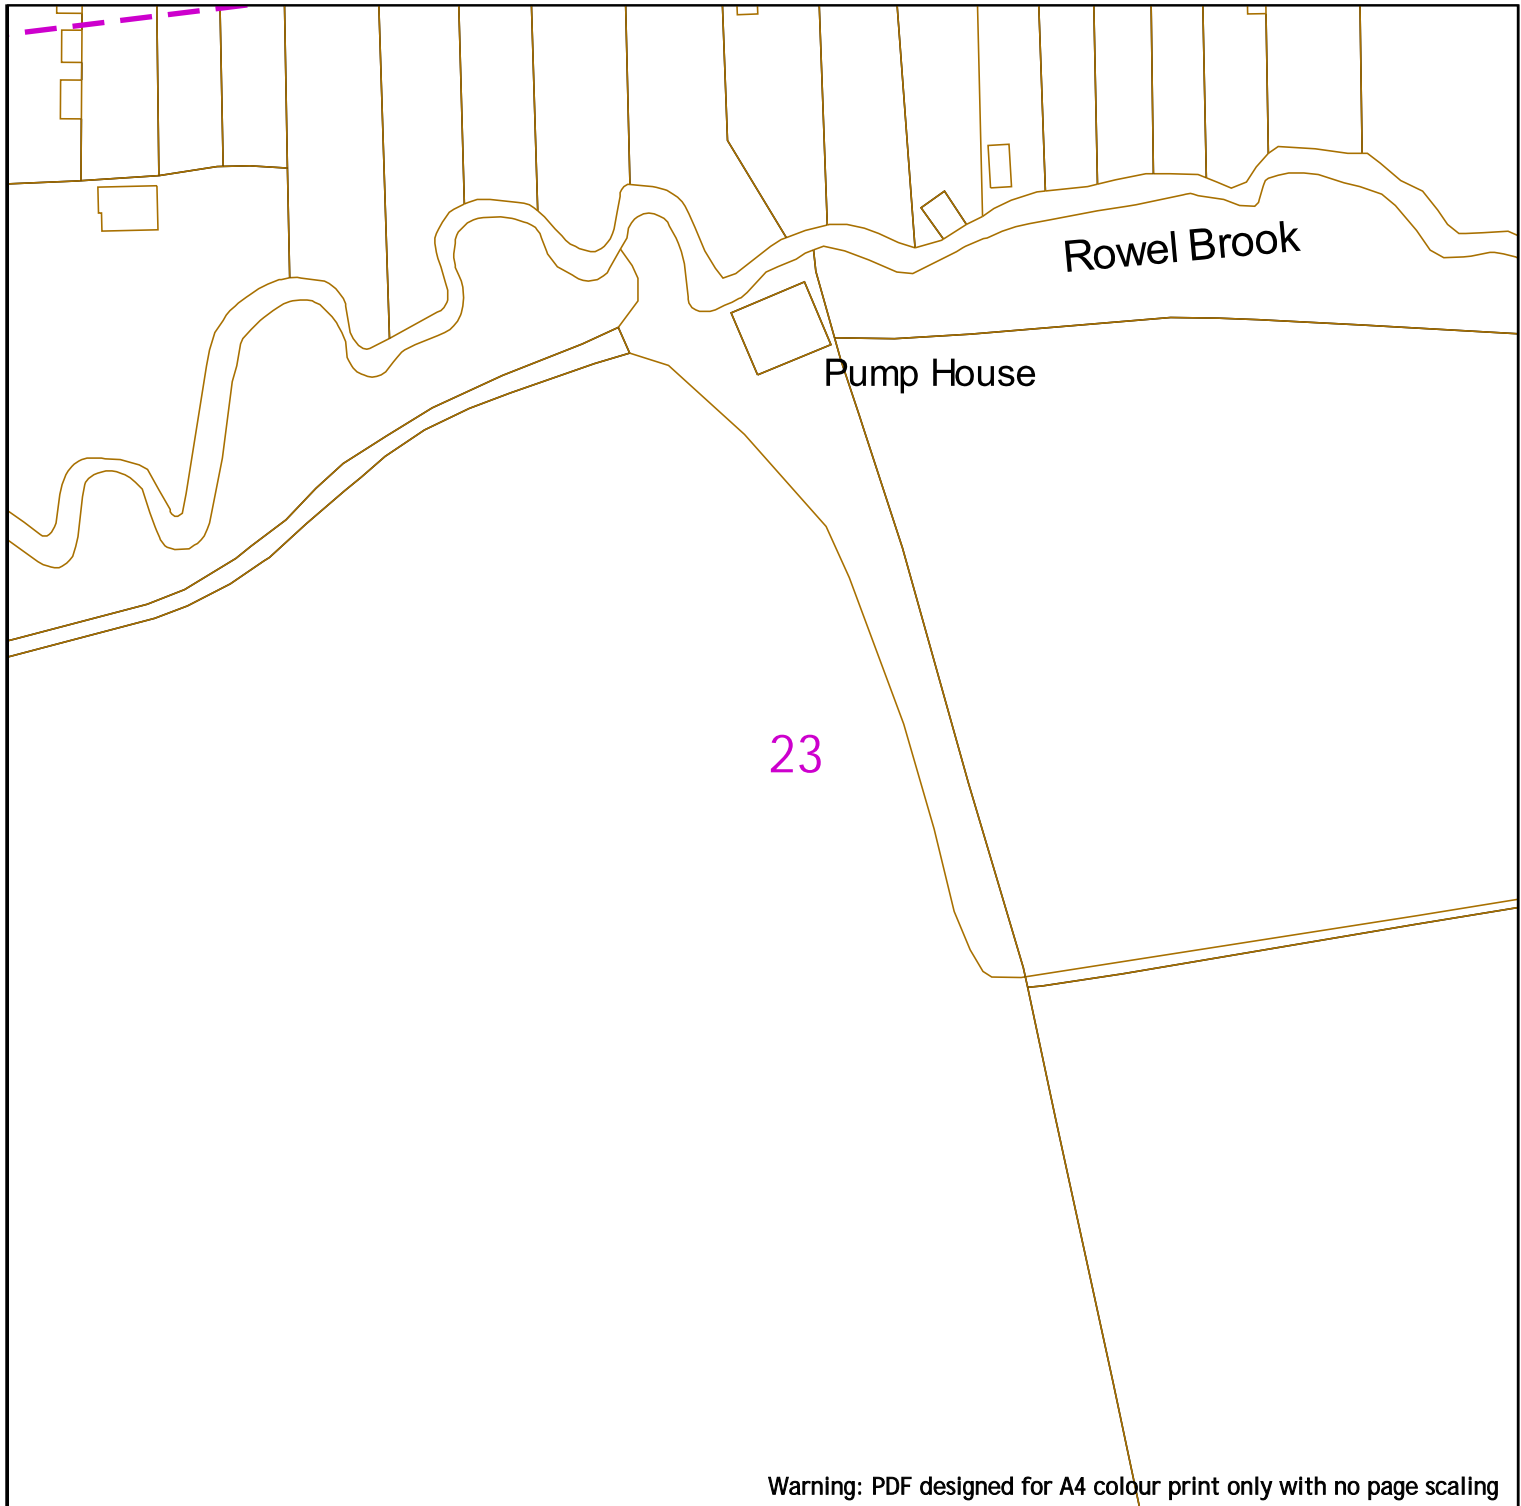 Rowel Brook
Pump House
23
Warning: PDF designed for A4 colour print only with no page scaling